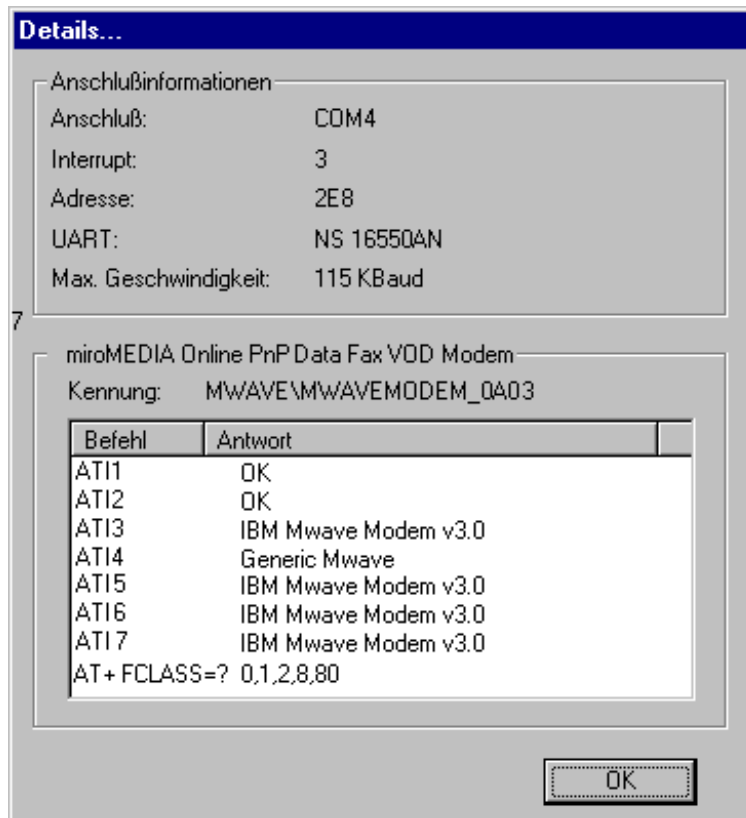 Details...
Anschlußinformationen
Anschluß: COM4
Interrupt: 3
Adresse: 2E8
UART: NS 16550AN
Max. Geschwindigkeit: 115 KBaud
7
miroMEDIA Online PnP Data Fax VOD Modem
Kennung: MWAVE\MWAVEMODEM_0A03
Befehl Antwort
ATI1 OK
ATI2 OK
ATI3 IBM Mwave Modem v3.0
ATI4 Generic Mwave
ATI5 IBM Mwave Modem v3.0
ATI6 IBM Mwave Modem v3.0
ATI7 IBM Mwave Modem v3.0
AT+FCLASS=? 0,1,2,8,80
OK